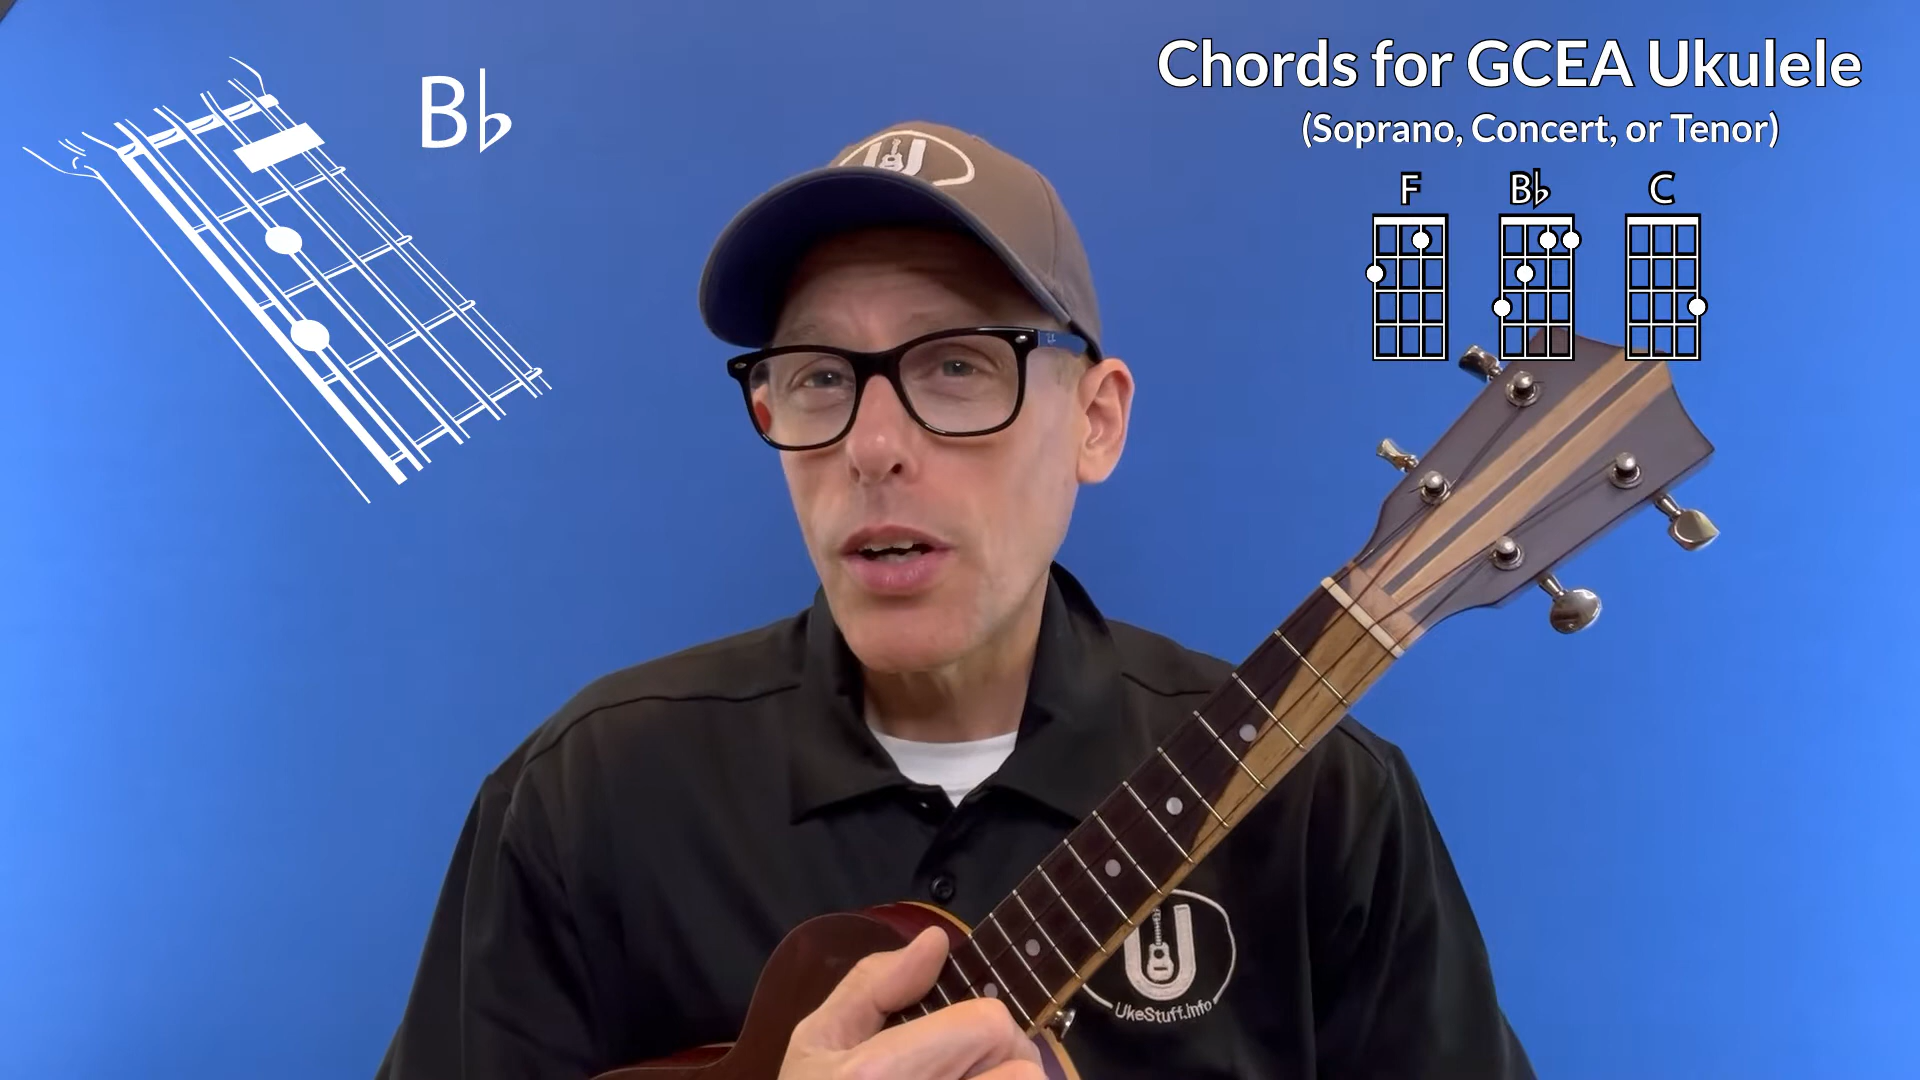 B♭
Chords for GCEA Ukulele
(Soprano, Concert, or Tenor)
F B♭ C
U
U
UkeStuff.info